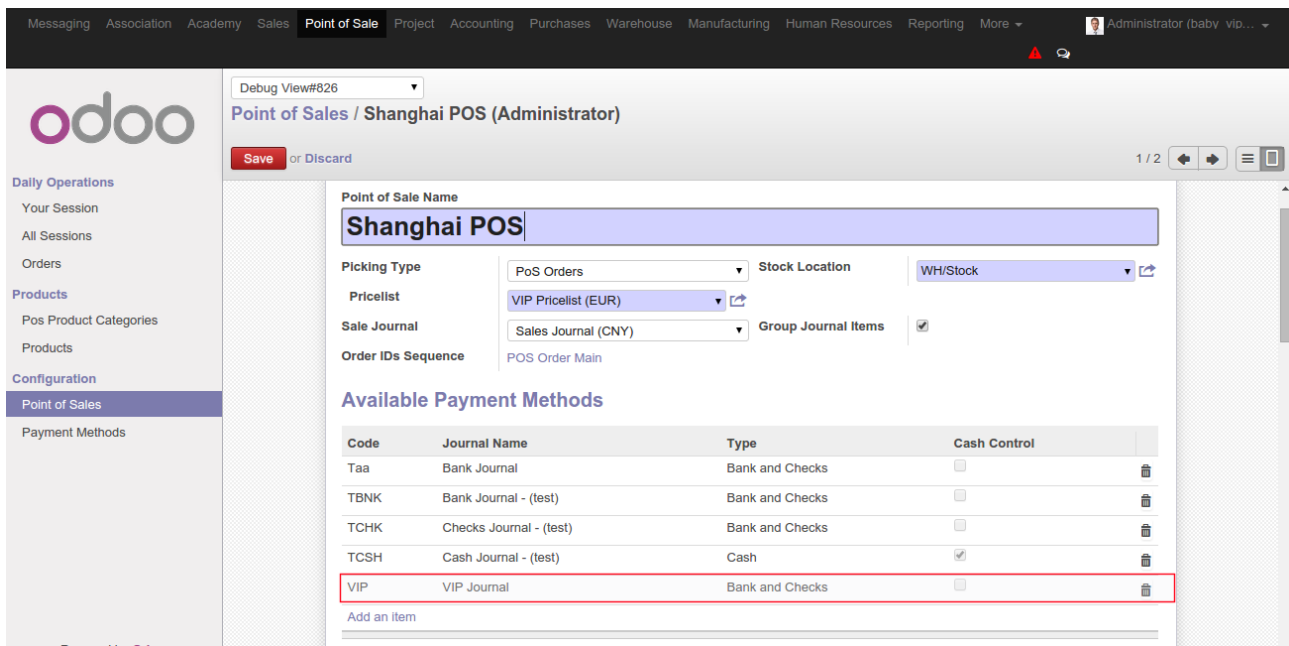 Messaging Association Academy Sales Point of Sale Project Accounting Purchases Warehouse Manufacturing Human Resources Reporting More Administrator (baby_vip...
odoo
Daily Operations
Your Session
All Sessions
Orders
Products
Pos Product Categories
Products
Configuration
Point of Sales
Payment Methods
Debug View#826
Point of Sales / Shanghai POS (Administrator)
Save or Discard
1 / 2
Point of Sale Name
Shanghai POS
Picking Type PoS Orders Stock Location WH/Stock
Pricelist VIP Pricelist (EUR)
Sale Journal Sales Journal (CNY) Group Journal Items
Order IDs Sequence POS Order Main
Available Payment Methods
Code Journal Name Type Cash Control
Taa Bank Journal Bank and Checks
TBNK Bank Journal - (test) Bank and Checks
TCHK Checks Journal - (test) Bank and Checks
TCSH Cash Journal - (test) Cash
VIP VIP Journal Bank and Checks
Add an item